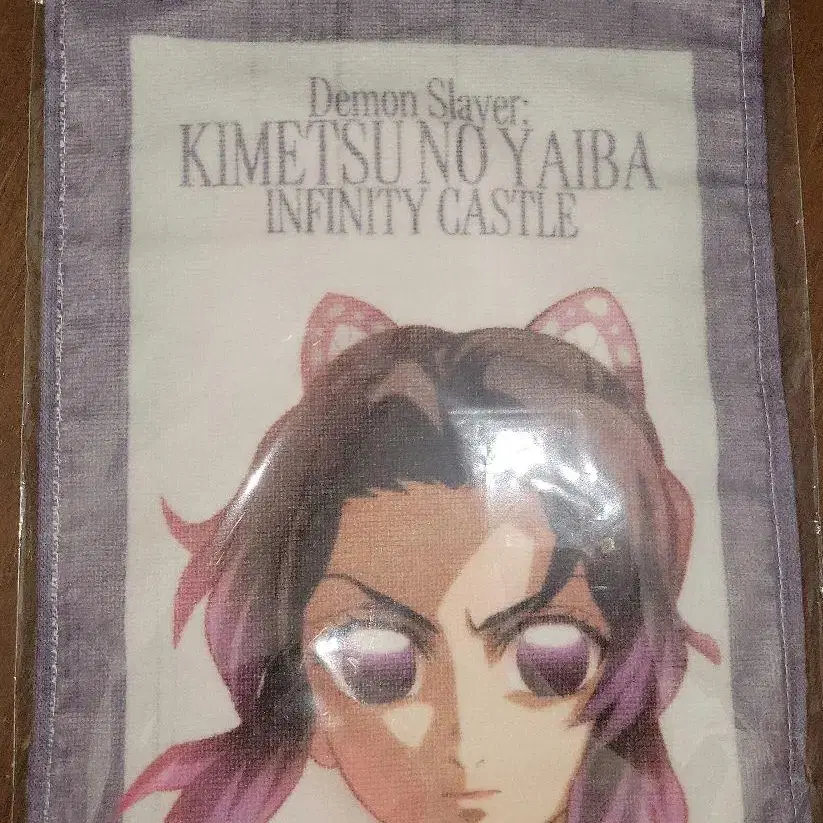 Demon Slayer:
KIMETSU NO YAIBA
INFINITY CASTLE